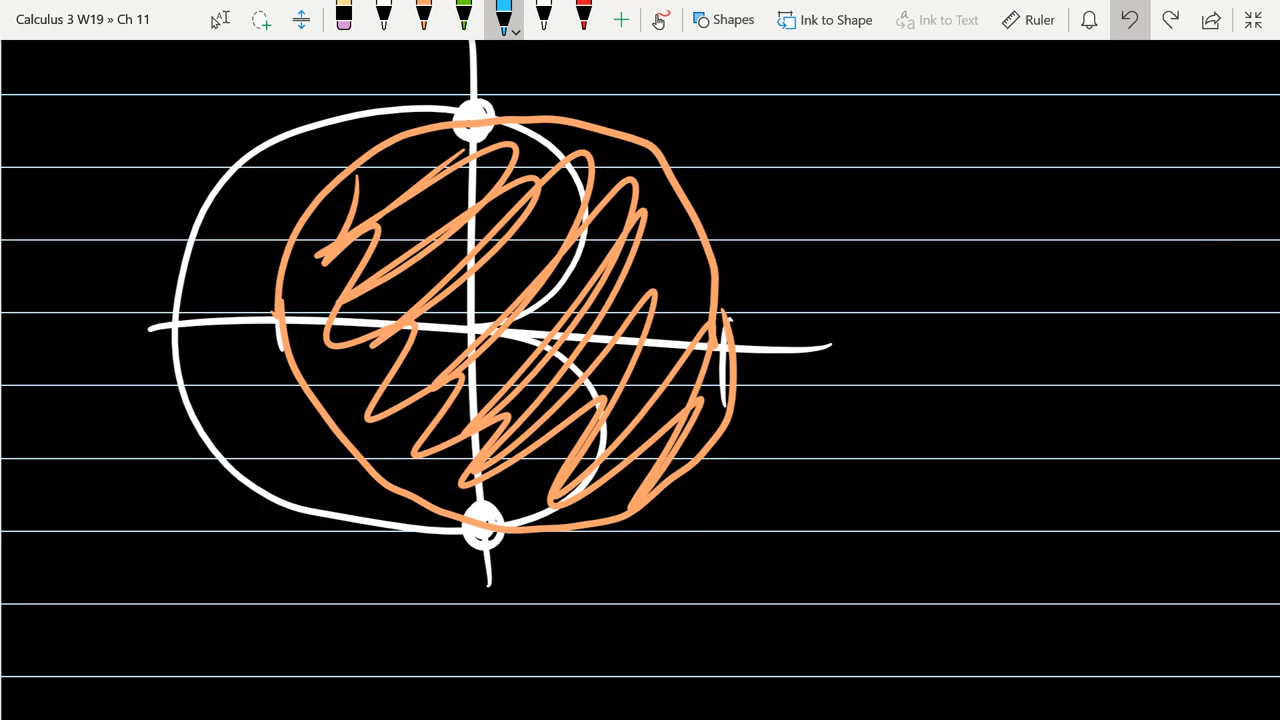 Calculus 3 W19 » Ch 11
Shapes
Ink to Shape
Ink to Text
Ruler